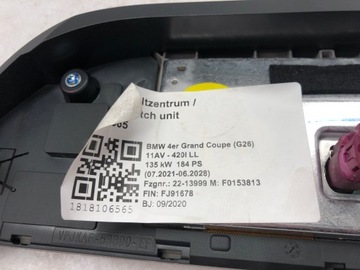 ltzentrum /
tch unit
65
BMW 4er Grand Coupe (G26)
11AV - 420I LL
135 kW 184 PS
(07.2021-06.2028)
Fzgnr.: 22-13999 M: F0153813
FIN: FJ91678
BJ: 09/2020
1818106565